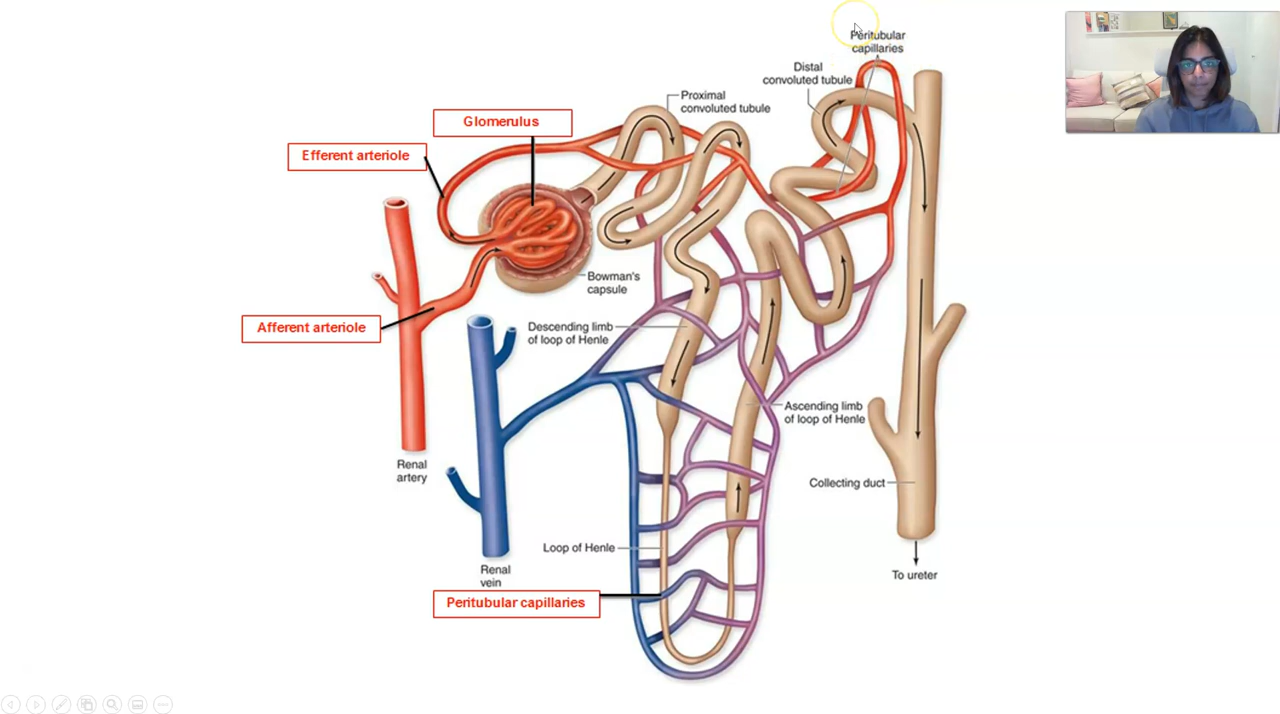 Peritubular
capillaries
Distal
convoluted tubule
Proximal
convoluted tubule
Glomerulus
Efferent arteriole
Bowman's
capsule
Afferent arteriole
Descending limb
of loop of Henle
Ascending limb
of loop of Henle
Renal
artery
Collecting duct
Loop of Henle
Renal
vein
To ureter
Peritubular capillaries